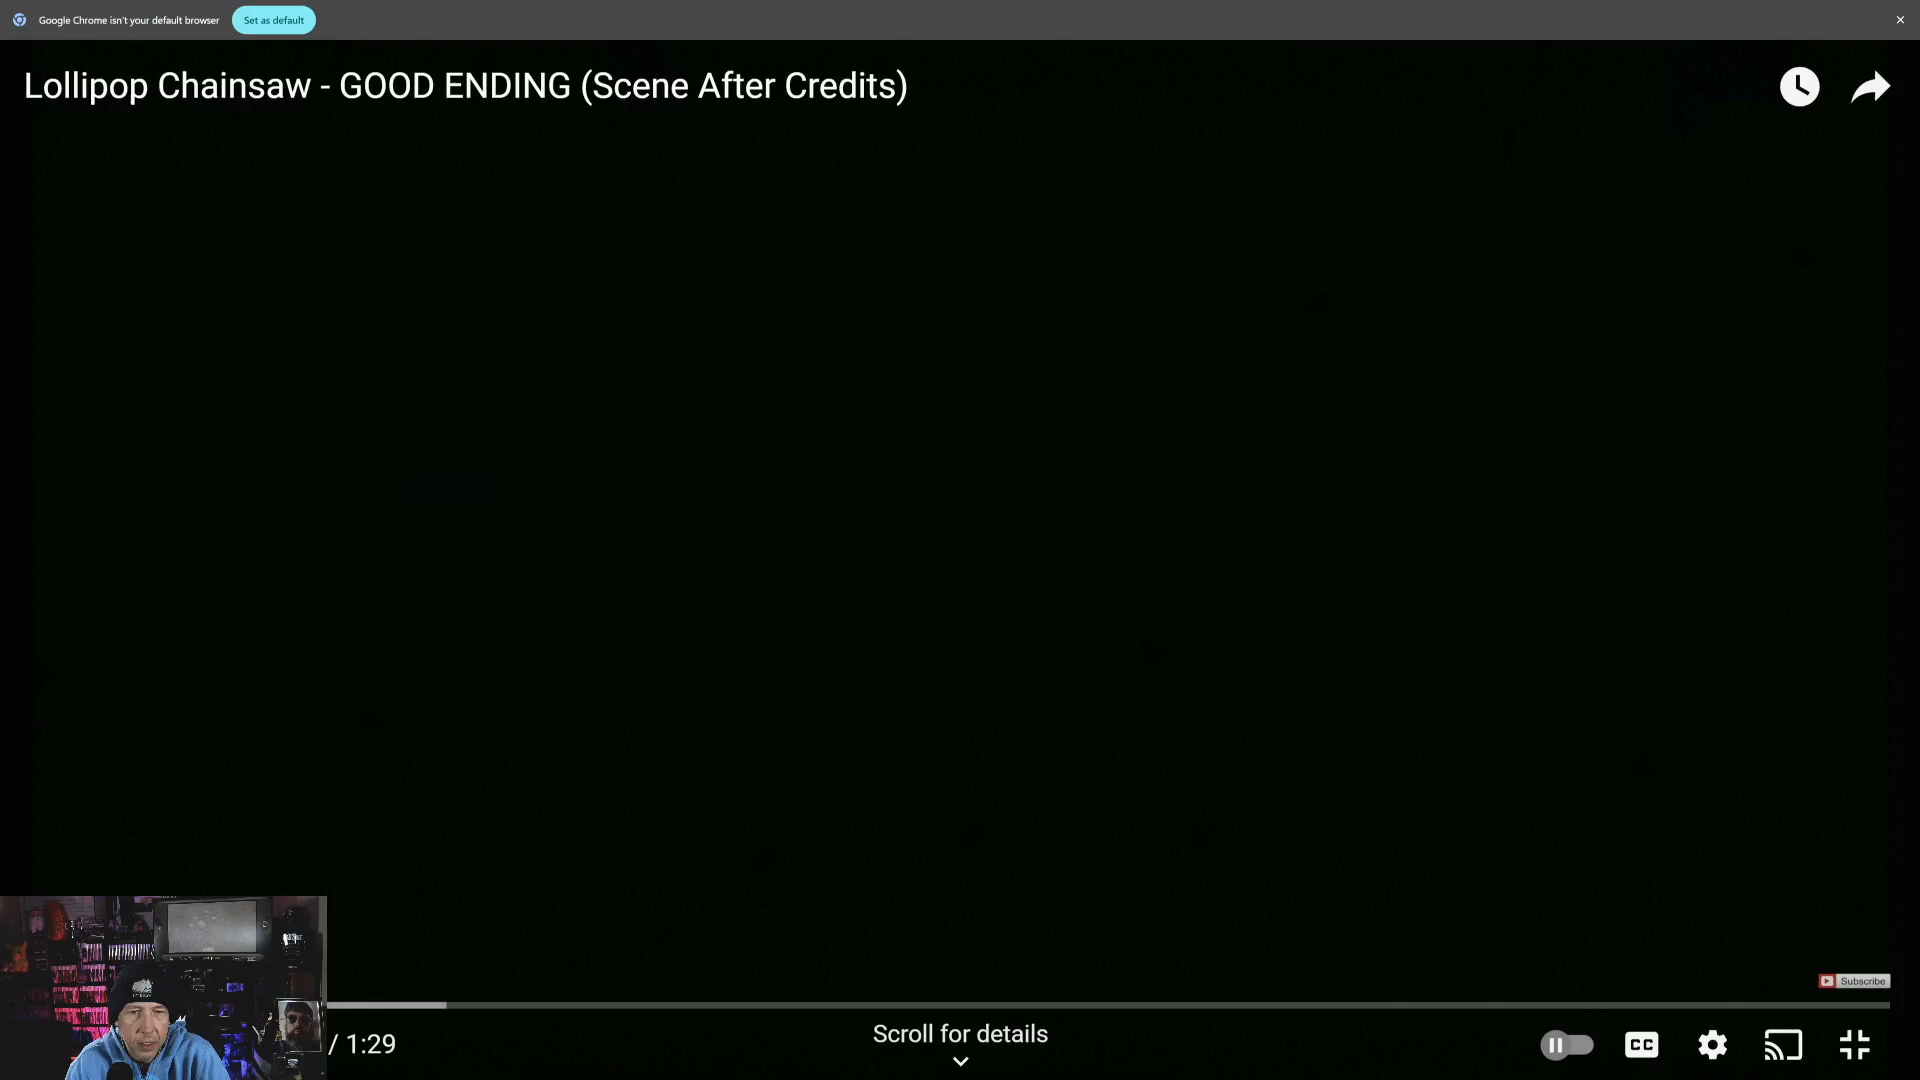 Google Chrome isn't your default browser
Set as default
Lollipop Chainsaw - GOOD ENDING (Scene After Credits)
Subscribe
/ 1:29
Scroll for details
CC